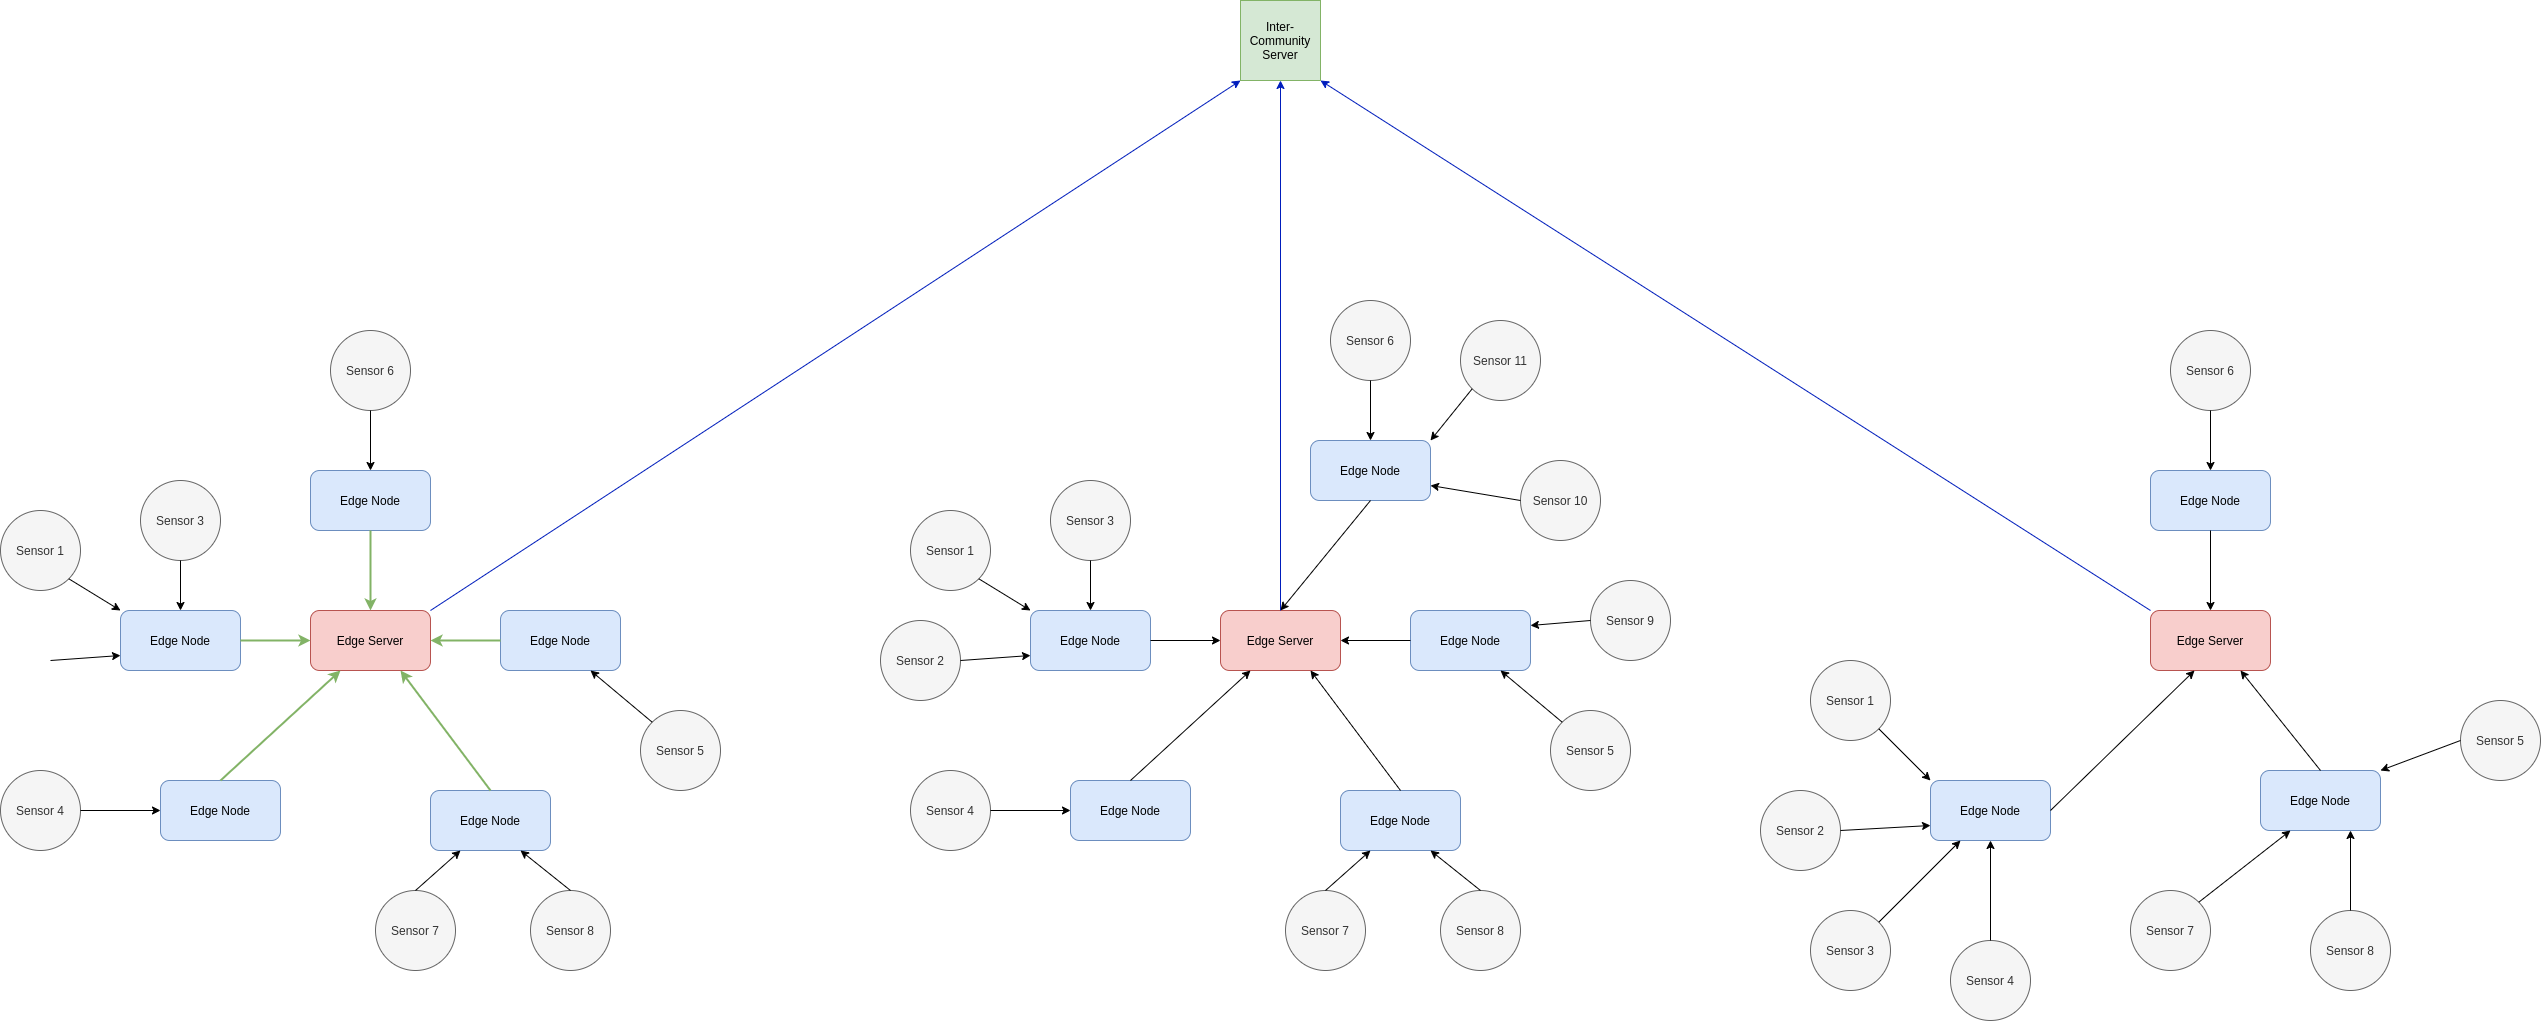 Inter-
Community
Server
Sensor 6
Edge Node
Sensor 3
Sensor 1
Edge Node
Edge Server
Edge Node
Sensor 5
Sensor 4
Edge Node
Edge Node
Sensor 7
Sensor 8
Sensor 6
Sensor 11
Edge Node
Sensor 10
Sensor 3
Sensor 1
Sensor 2
Edge Node
Edge Server
Edge Node
Sensor 9
Sensor 5
Sensor 4
Edge Node
Edge Node
Sensor 7
Sensor 8
Sensor 6
Edge Node
Edge Server
Sensor 1
Sensor 5
Sensor 2
Edge Node
Edge Node
Sensor 3
Sensor 4
Sensor 7
Sensor 8